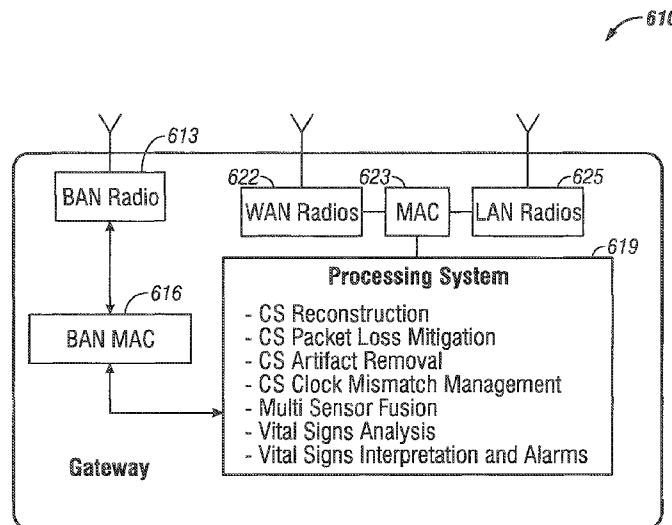 610
613
BAN Radio
622
WAN Radios
623
MAC
625
LAN Radios
619
Processing System
- CS Reconstruction
- CS Packet Loss Mitigation
- CS Artifact Removal
- CS Clock Mismatch Management
- Multi Sensor Fusion
- Vital Signs Analysis
- Vital Signs Interpretation and Alarms
616
BAN MAC
Gateway